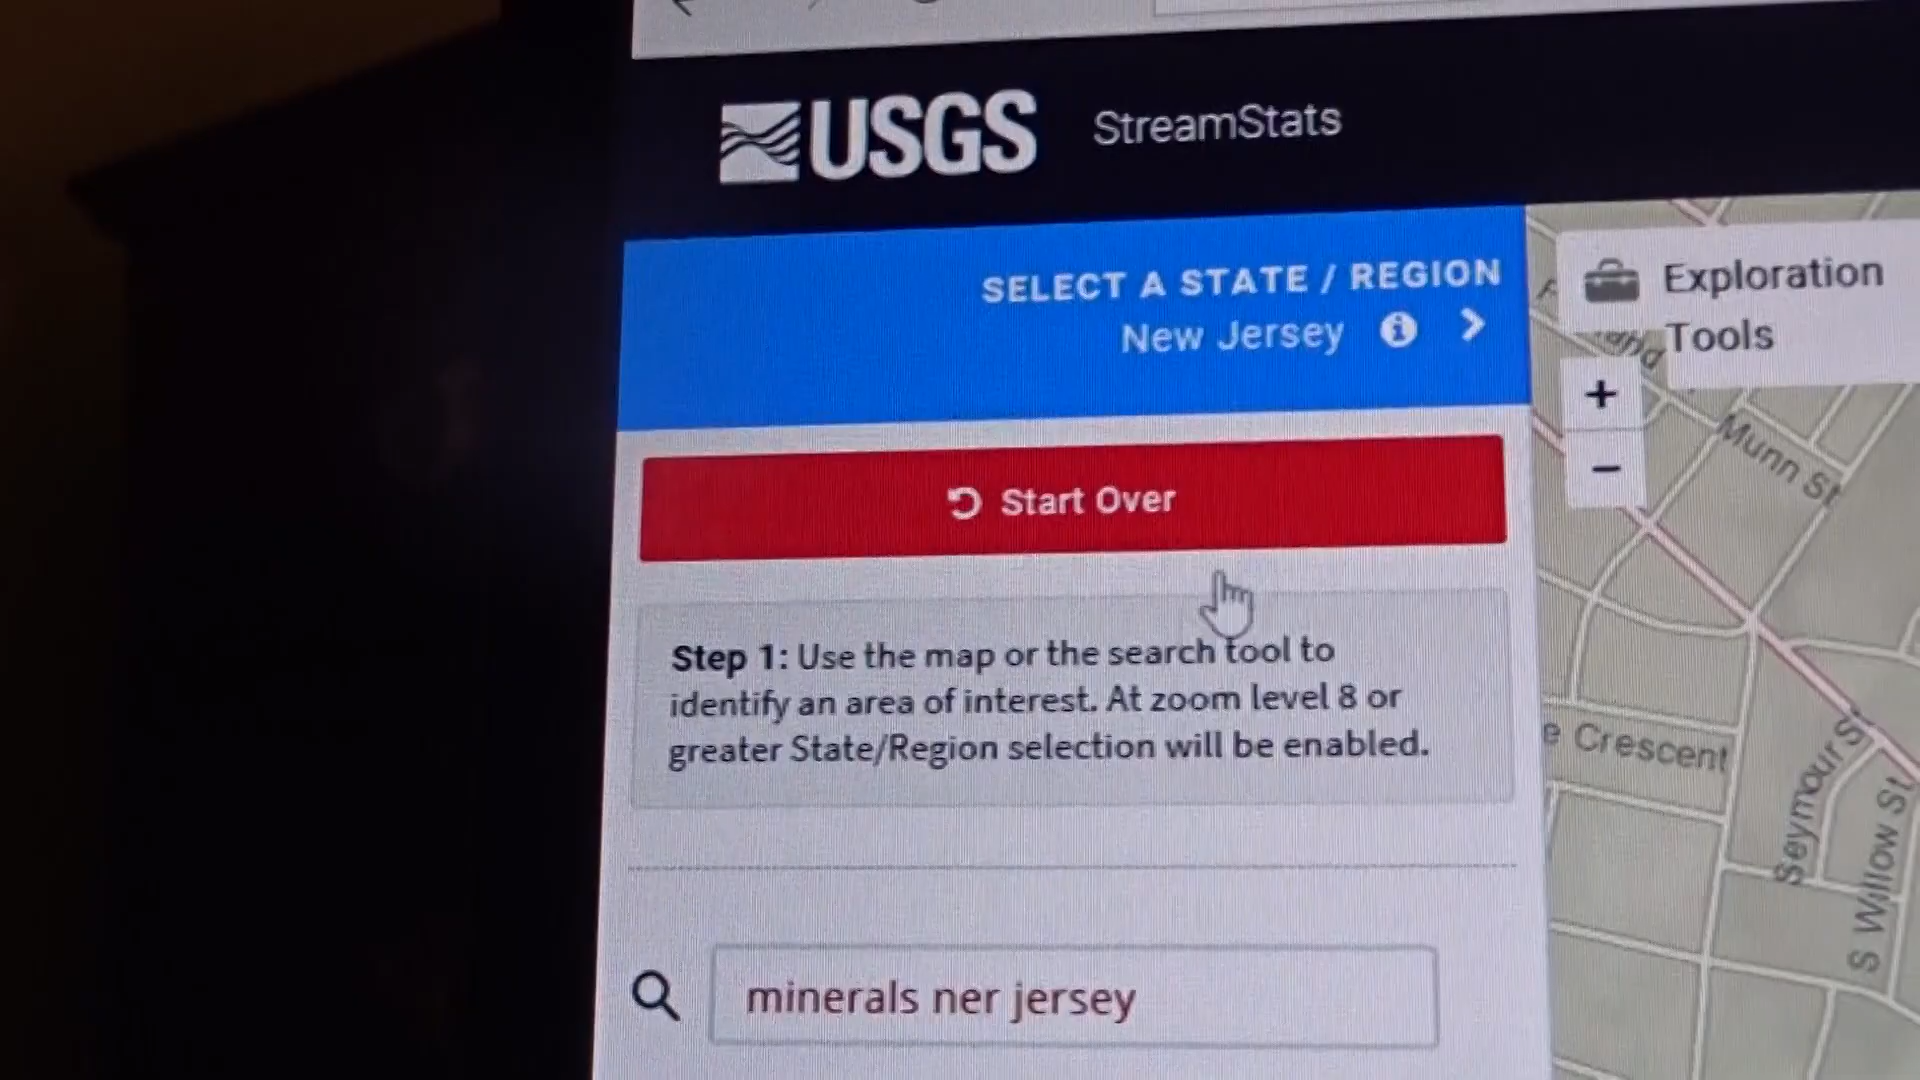 USGS StreamStats
SELECT A STATE / REGION
New Jersey
Exploration
Tools
+
−
Start Over
Step 1: Use the map or the search tool to
identify an area of interest. At zoom level 8 or
greater State/Region selection will be enabled.
minerals ner jersey
Munn St
e Crescent
Seymour St
S Willow St